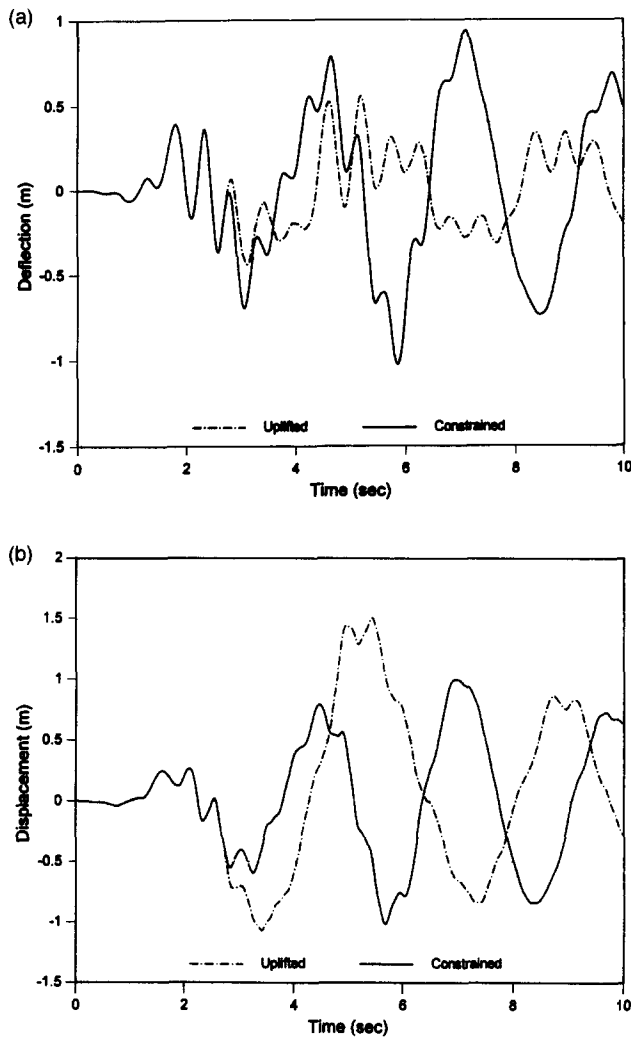 (a)
1
0.5
0
-0.5
-1
-1.5
Deflection (m)
Uplifted
Constrained
0
2
4
6
8
10
Time (sec)
(b)
2
1.5
1
0.5
0
-0.5
-1
-1.5
Displacement (m)
Uplifted
Constrained
0
2
4
6
8
10
Time (sec)